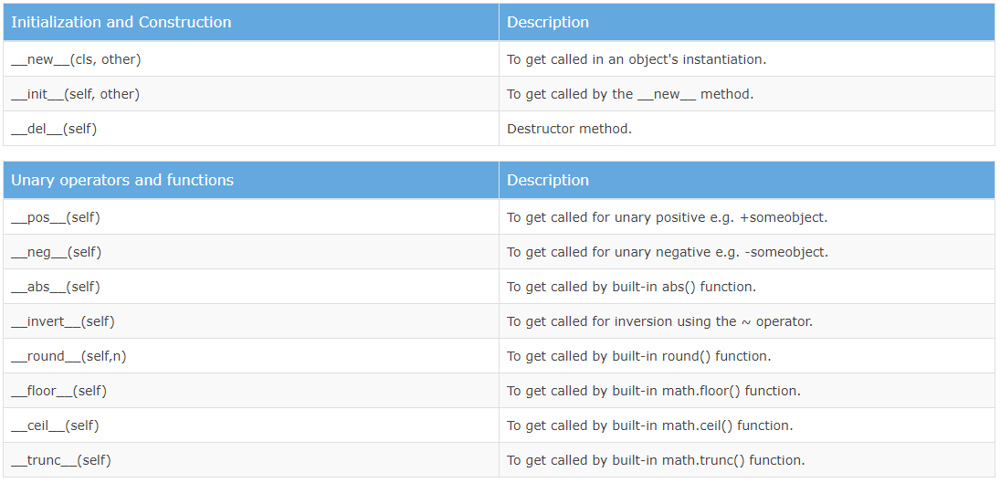 Initialization and Construction Description
__new__(cls, other) To get called in an object's instantiation.
__init__(self, other) To get called by the __new__ method.
__del__(self) Destructor method.
Unary operators and functions Description
__pos__(self) To get called for unary positive e.g. +someobject.
__neg__(self) To get called for unary negative e.g. -someobject.
__abs__(self) To get called by built-in abs() function.
__invert__(self) To get called for inversion using the ~ operator.
__round__(self,n) To get called by built-in round() function.
__floor__(self) To get called by built-in math.floor() function.
__ceil__(self) To get called by built-in math.ceil() function.
__trunc__(self) To get called by built-in math.trunc() function.